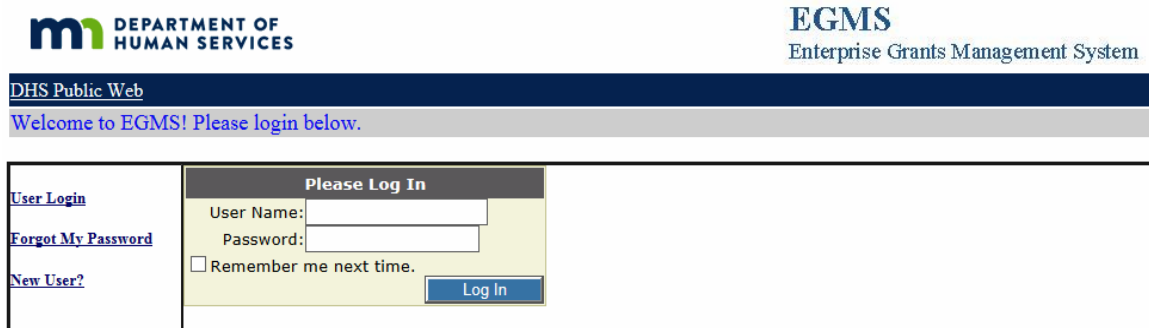 DEPARTMENT OF
HUMAN SERVICES
EGMS
Enterprise Grants Management System
DHS Public Web
Welcome to EGMS! Please login below.
User Login
Forgot My Password
New User?
Please Log In
User Name:
Password:
Remember me next time.
Log In